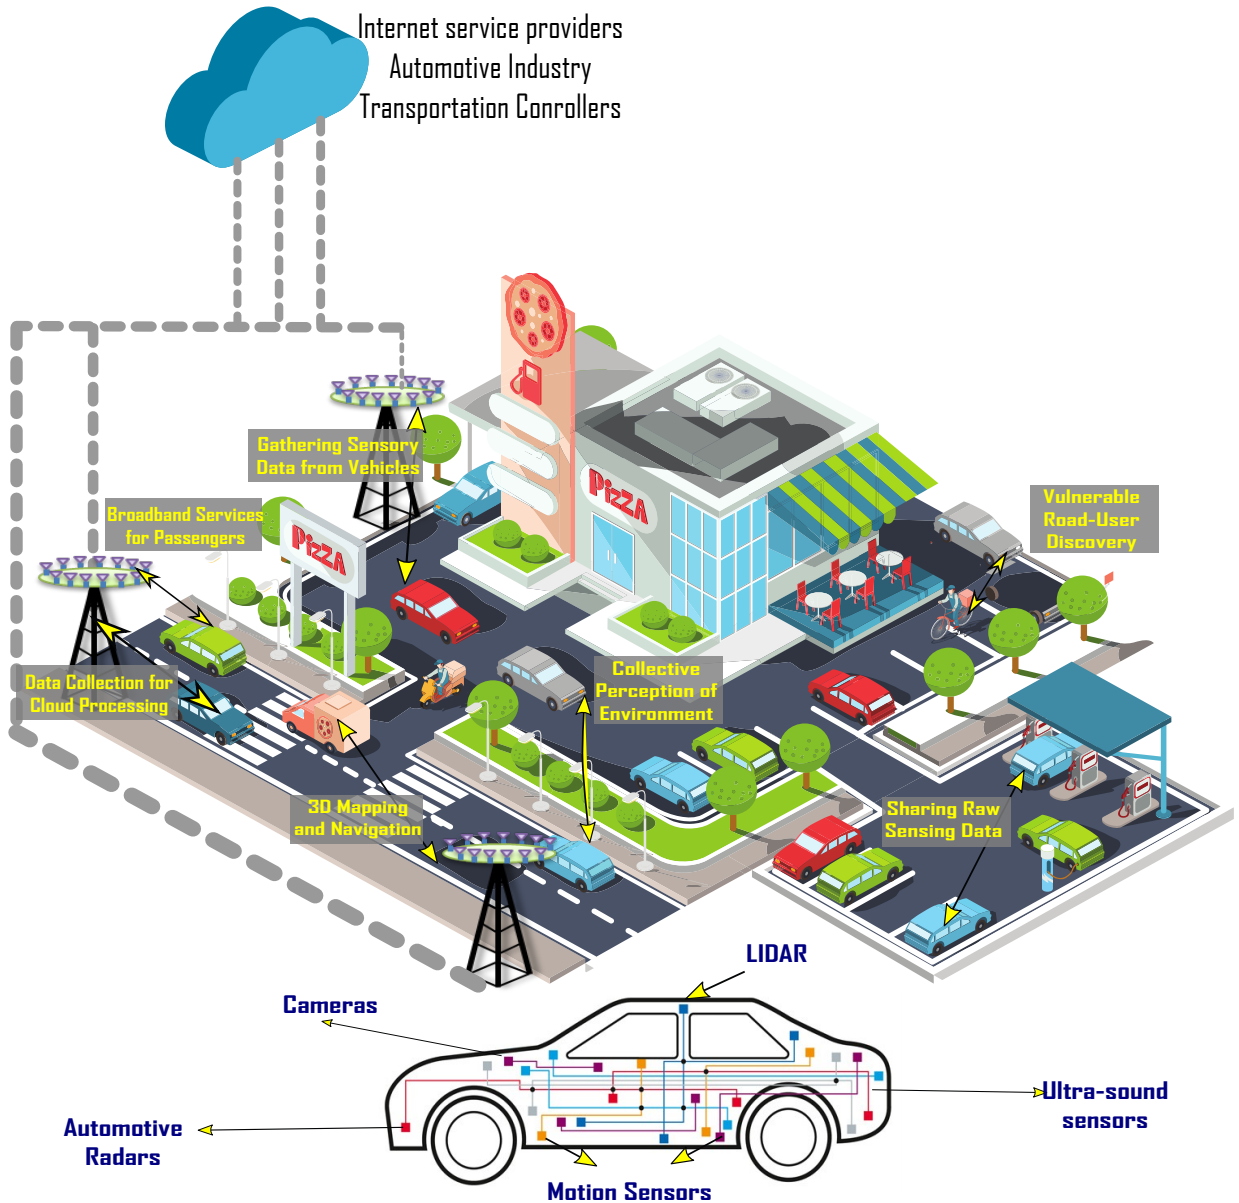 Internet service providers
Automotive Industry
Transportation Conrollers
Gathering Sensory
Data from Vehicles
PizzA
Broadband Services
for Passengers
PizzA
Vulnerable
Road-User
Discovery
Data Collection for
Cloud Processing
Collective
Perception of
Environment
3D Mapping
and Navigation
Sharing Raw
Sensing Data
LIDAR
Cameras
Ultra-sound
sensors
Automotive
Radars
Motion Sensors